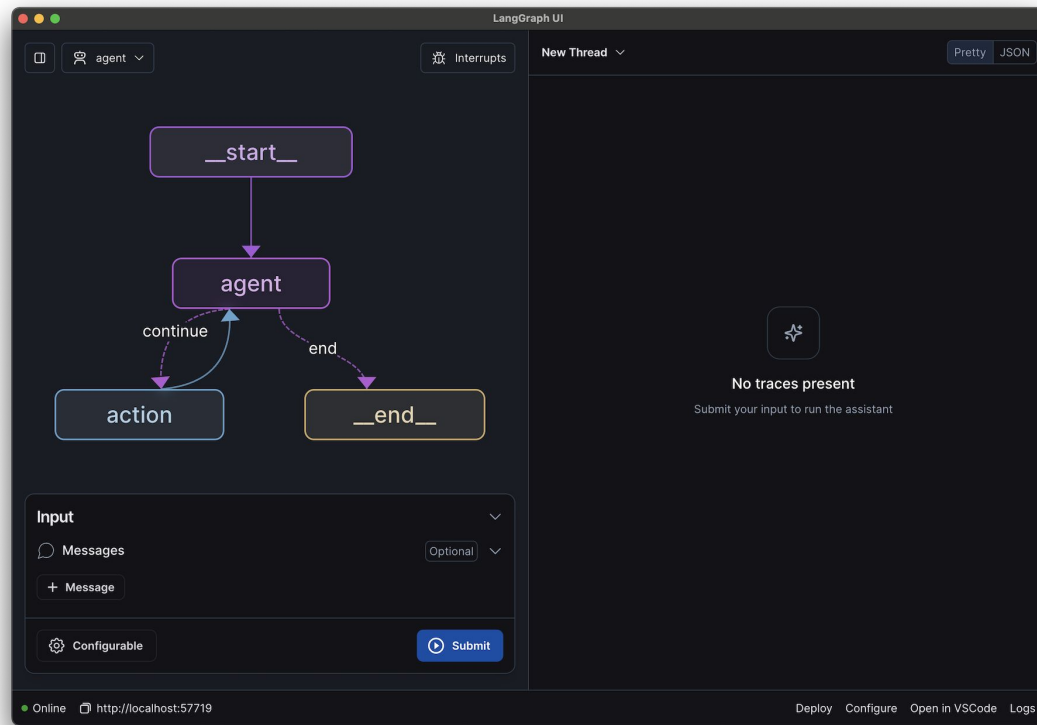 LangGraph UI
agent
Interrupts
__start__
agent
continue
end
action
__end__
Input
Messages
Optional
+ Message
Configurable
Submit
New Thread
Pretty
JSON
No traces present
Submit your input to run the assistant
Online
http://localhost:57719
Deploy
Configure
Open in VSCode
Logs